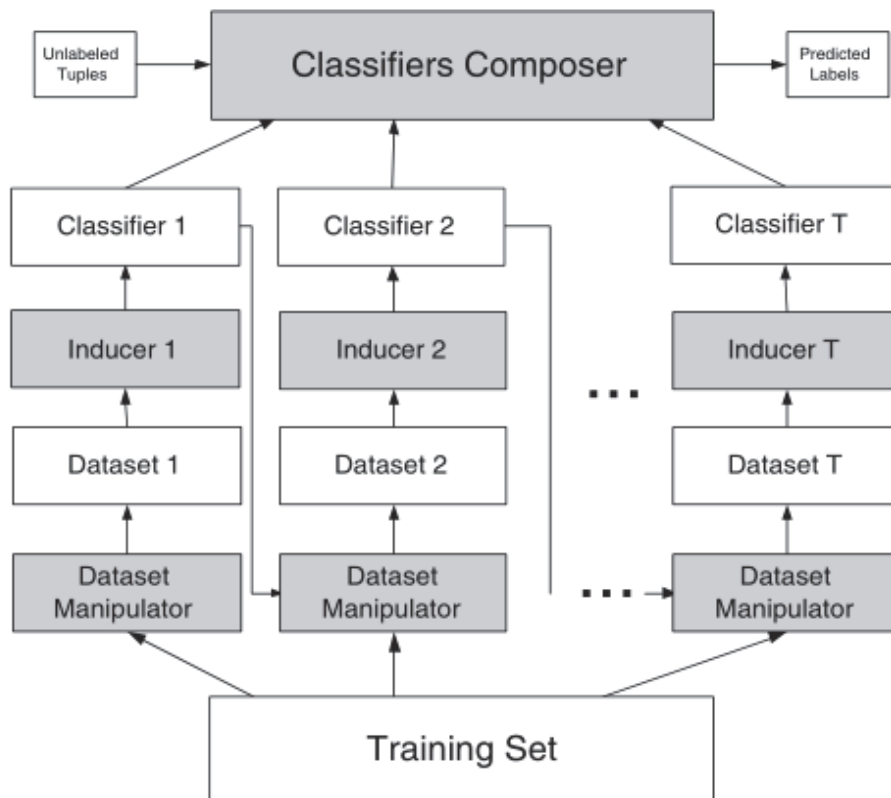 Unlabeled
Tuples
Classifiers Composer
Predicted
Labels
Classifier 1
Classifier 2
Classifier T
Inducer 1
Inducer 2
Inducer T
...
Dataset 1
Dataset 2
Dataset T
Dataset
Manipulator
Dataset
Manipulator
...
Dataset
Manipulator
Training Set